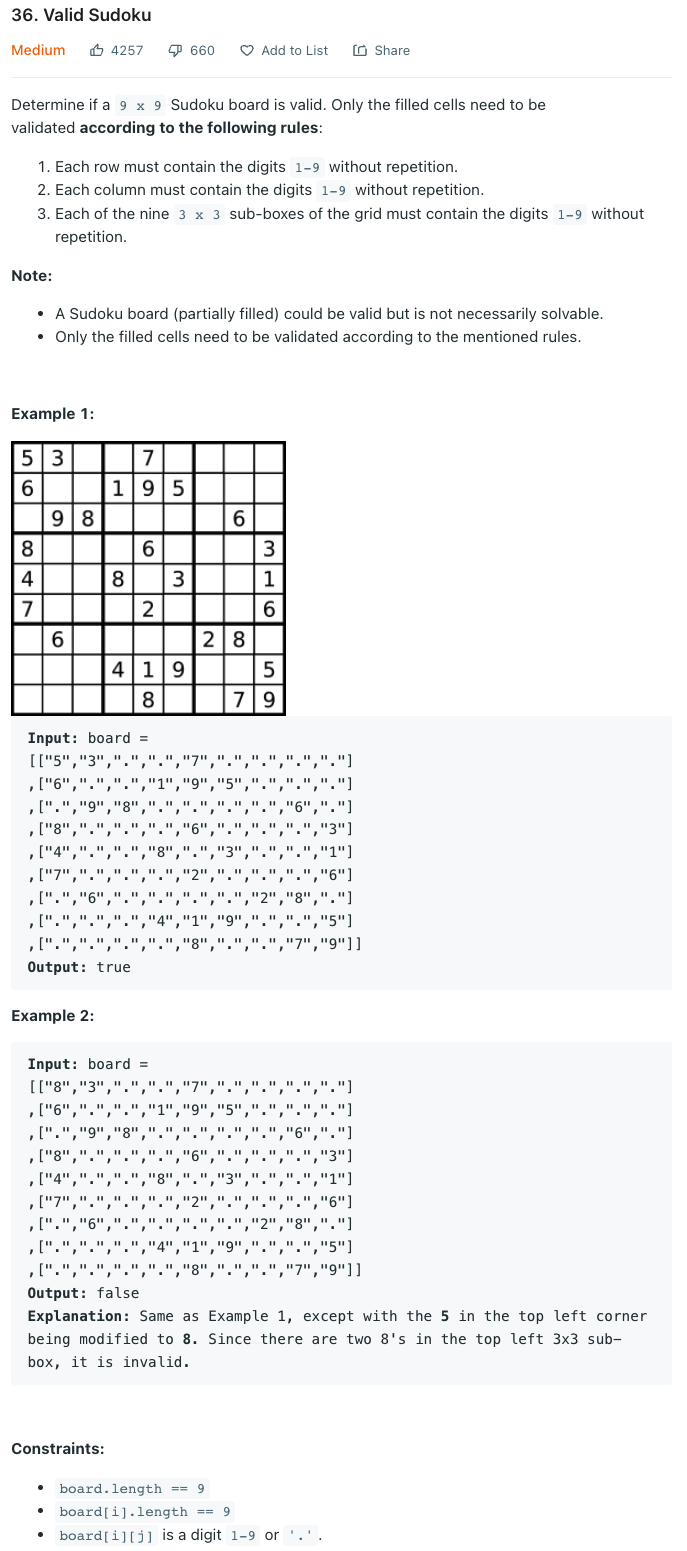 36. Valid Sudoku
Medium 4257 660 Add to List Share
Determine if a 9 x 9 Sudoku board is valid. Only the filled cells need to be
validated according to the following rules:
1. Each row must contain the digits 1-9 without repetition.
2. Each column must contain the digits 1-9 without repetition.
3. Each of the nine 3 x 3 sub-boxes of the grid must contain the digits 1-9 without
repetition.
Note:
• A Sudoku board (partially filled) could be valid but is not necessarily solvable.
• Only the filled cells need to be validated according to the mentioned rules.
Example 1:
5 3 7
6 1 9 5
9 8 6
8 6 3
4 8 3 1
7 2 6
6 2 8
4 1 9 5
8 7 9
Input: board =
[["5","3",".",".","7",".",".",".","."]
,["6",".",".","1","9","5",".",".","."]
,[".","9","8",".",".",".",".","6","."]
,["8",".",".",".","6",".",".",".","3"]
,["4",".",".","8",".","3",".",".","1"]
,["7",".",".",".","2",".",".",".","6"]
,[".","6",".",".",".",".","2","8","."]
,[".",".",".","4","1","9",".",".","5"]
,[".",".",".",".","8",".",".","7","9"]]
Output: true
Example 2:
Input: board =
[["8","3",".",".","7",".",".",".","."]
,["6",".",".","1","9","5",".",".","."]
,[".","9","8",".",".",".",".","6","."]
,["8",".",".",".","6",".",".",".","3"]
,["4",".",".","8",".","3",".",".","1"]
,["7",".",".",".","2",".",".",".","6"]
,[".","6",".",".",".",".","2","8","."]
,[".",".",".","4","1","9",".",".","5"]
,[".",".",".",".","8",".",".","7","9"]]
Output: false
Explanation: Same as Example 1, except with the 5 in the top left corner
being modified to 8. Since there are two 8's in the top left 3x3 sub-
box, it is invalid.
Constraints:
• board.length == 9
• board[i].length == 9
• board[i][j] is a digit 1-9 or '.'.